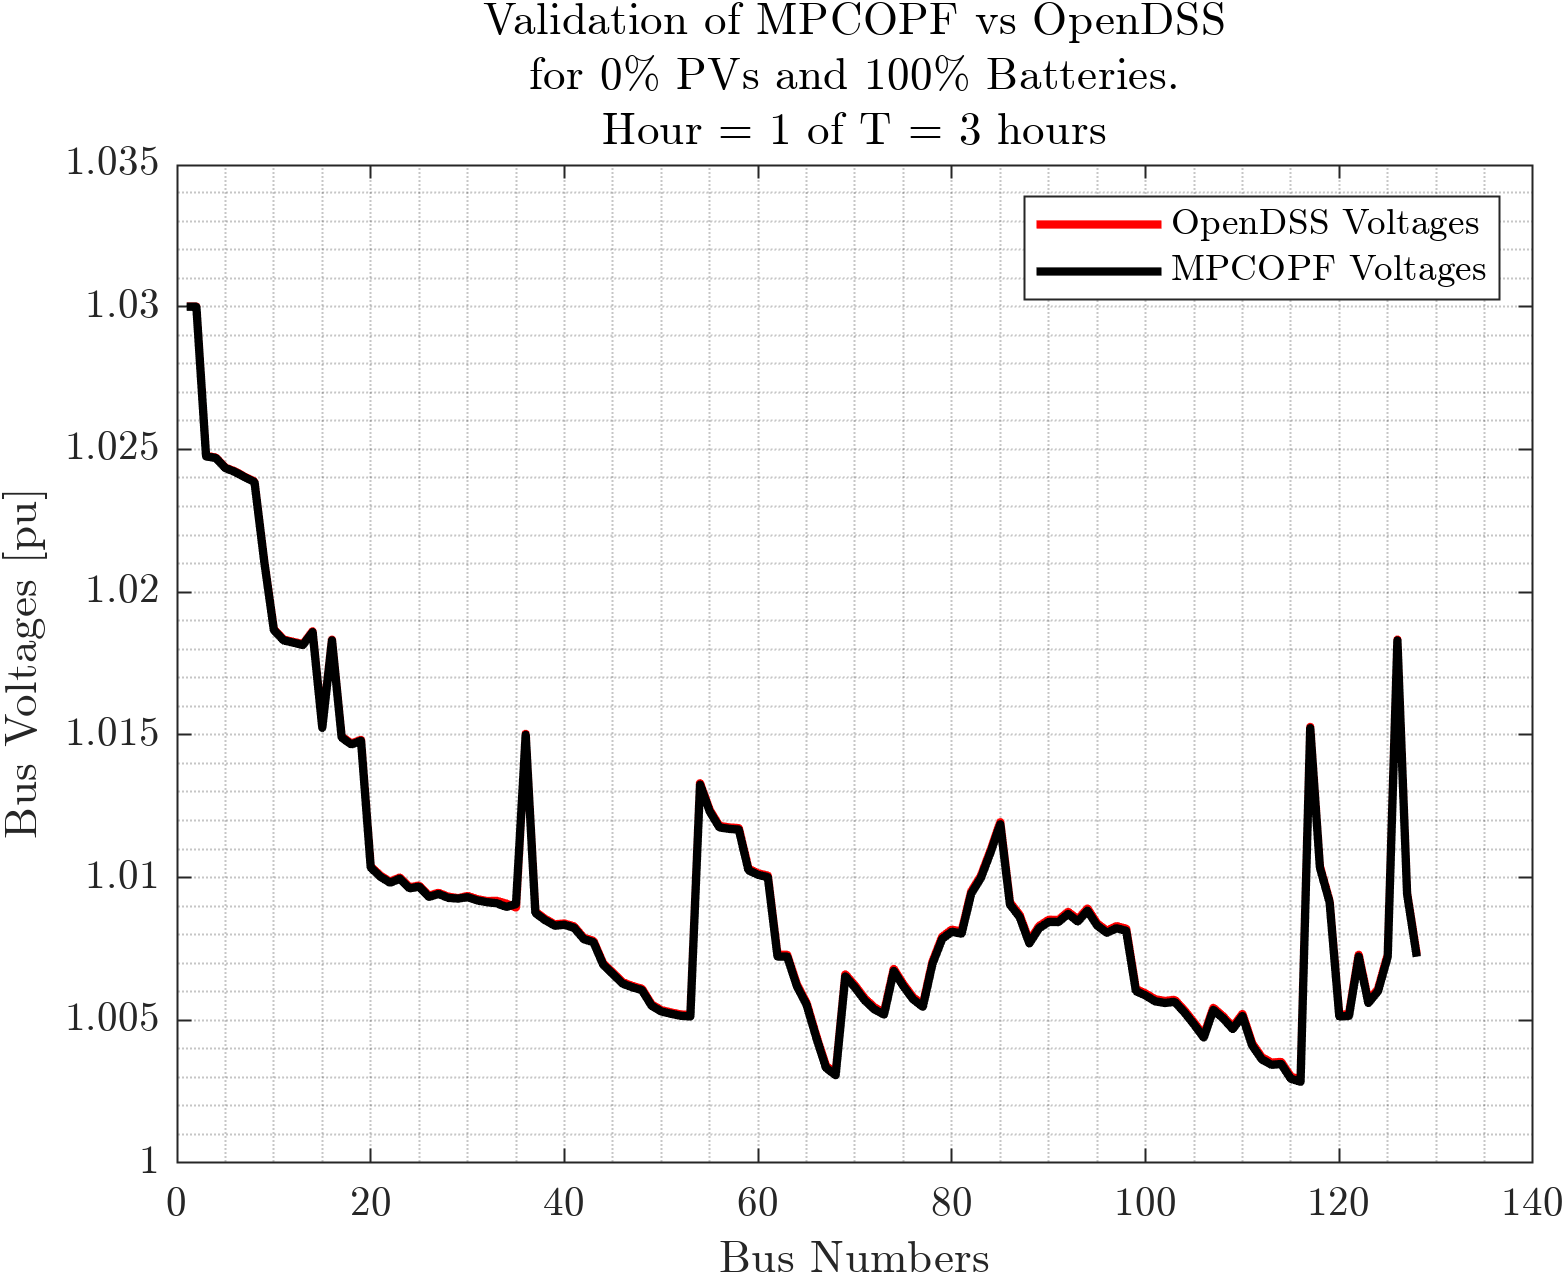 Validation of MPCOPF vs OpenDSS
for 0% PVs and 100% Batteries.
Hour = 1 of T = 3 hours
OpenDSS Voltages
MPCOPF Voltages
Bus Voltages [pu]
1.035
1.03
1.025
1.02
1.015
1.01
1.005
1
0 20 40 60 80 100 120 140
Bus Numbers